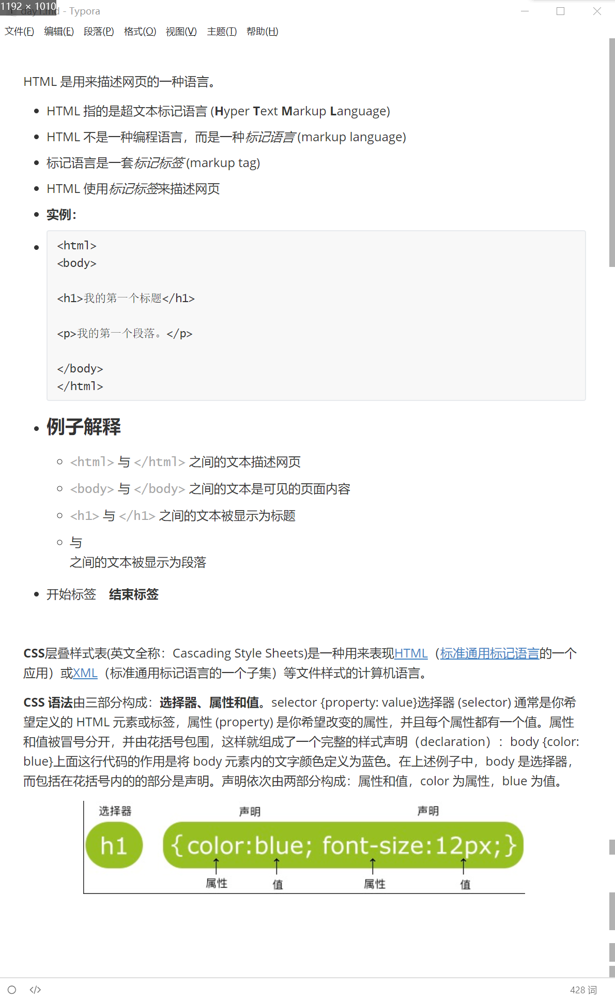 1192 × 1010
day1.md - Typora
文件(F) 编辑(E) 段落(P) 格式(O) 视图(V) 主题(T) 帮助(H)
HTML 是用来描述网页的一种语言。
HTML 指的是超文本标记语言 (Hyper Text Markup Language)
HTML 不是一种编程语言，而是一种标记语言 (markup language)
标记语言是一套标记标签 (markup tag)
HTML 使用标记标签来描述网页
实例：
<html>
<body>
<h1>我的第一个标题</h1>
<p>我的第一个段落。</p>
</body>
</html>
例子解释
<html> 与 </html> 之间的文本描述网页
<body> 与 </body> 之间的文本是可见的页面内容
<h1> 与 </h1> 之间的文本被显示为标题
与
之间的文本被显示为段落
开始标签 结束标签
CSS层叠样式表(英文全称：Cascading Style Sheets)是一种用来表现HTML（标准通用标记语言的一个
应用）或XML（标准通用标记语言的一个子集）等文件样式的计算机语言。
CSS 语法由三部分构成：选择器、属性和值。selector {property: value}选择器 (selector) 通常是你希
望定义的 HTML 元素或标签，属性 (property) 是你希望改变的属性，并且每个属性都有一个值。属性
和值被冒号分开，并由花括号包围，这样就组成了一个完整的样式声明（declaration）：body {color:
blue}上面这行代码的作用是将 body 元素内的文字颜色定义为蓝色。在上述例子中，body 是选择器，
而包括在花括号内的的部分是声明。声明依次由两部分构成：属性和值，color 为属性，blue 为值。
选择器 声明 声明
h1 {color:blue; font-size:12px;}
属性 值 属性 值
428 词